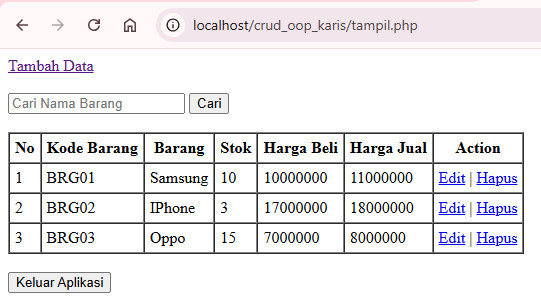 localhost/crud_oop_karis/tampil.php
Tambah Data
Cari Nama Barang Cari
No Kode Barang Barang Stok Harga Beli Harga Jual Action
1 BRG01 Samsung 10 10000000 11000000 Edit | Hapus
2 BRG02 IPhone 3 17000000 18000000 Edit | Hapus
3 BRG03 Oppo 15 7000000 8000000 Edit | Hapus
Keluar Aplikasi